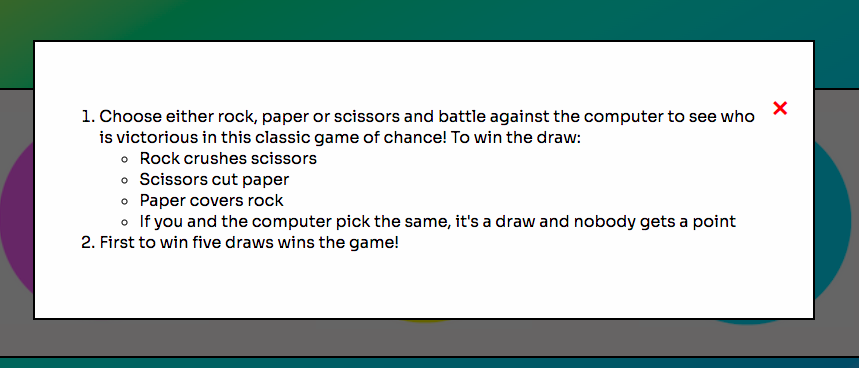 1. Choose either rock, paper or scissors and battle against the computer to see who
is victorious in this classic game of chance! To win the draw:
○ Rock crushes scissors
○ Scissors cut paper
○ Paper covers rock
○ If you and the computer pick the same, it's a draw and nobody gets a point
2. First to win five draws wins the game!